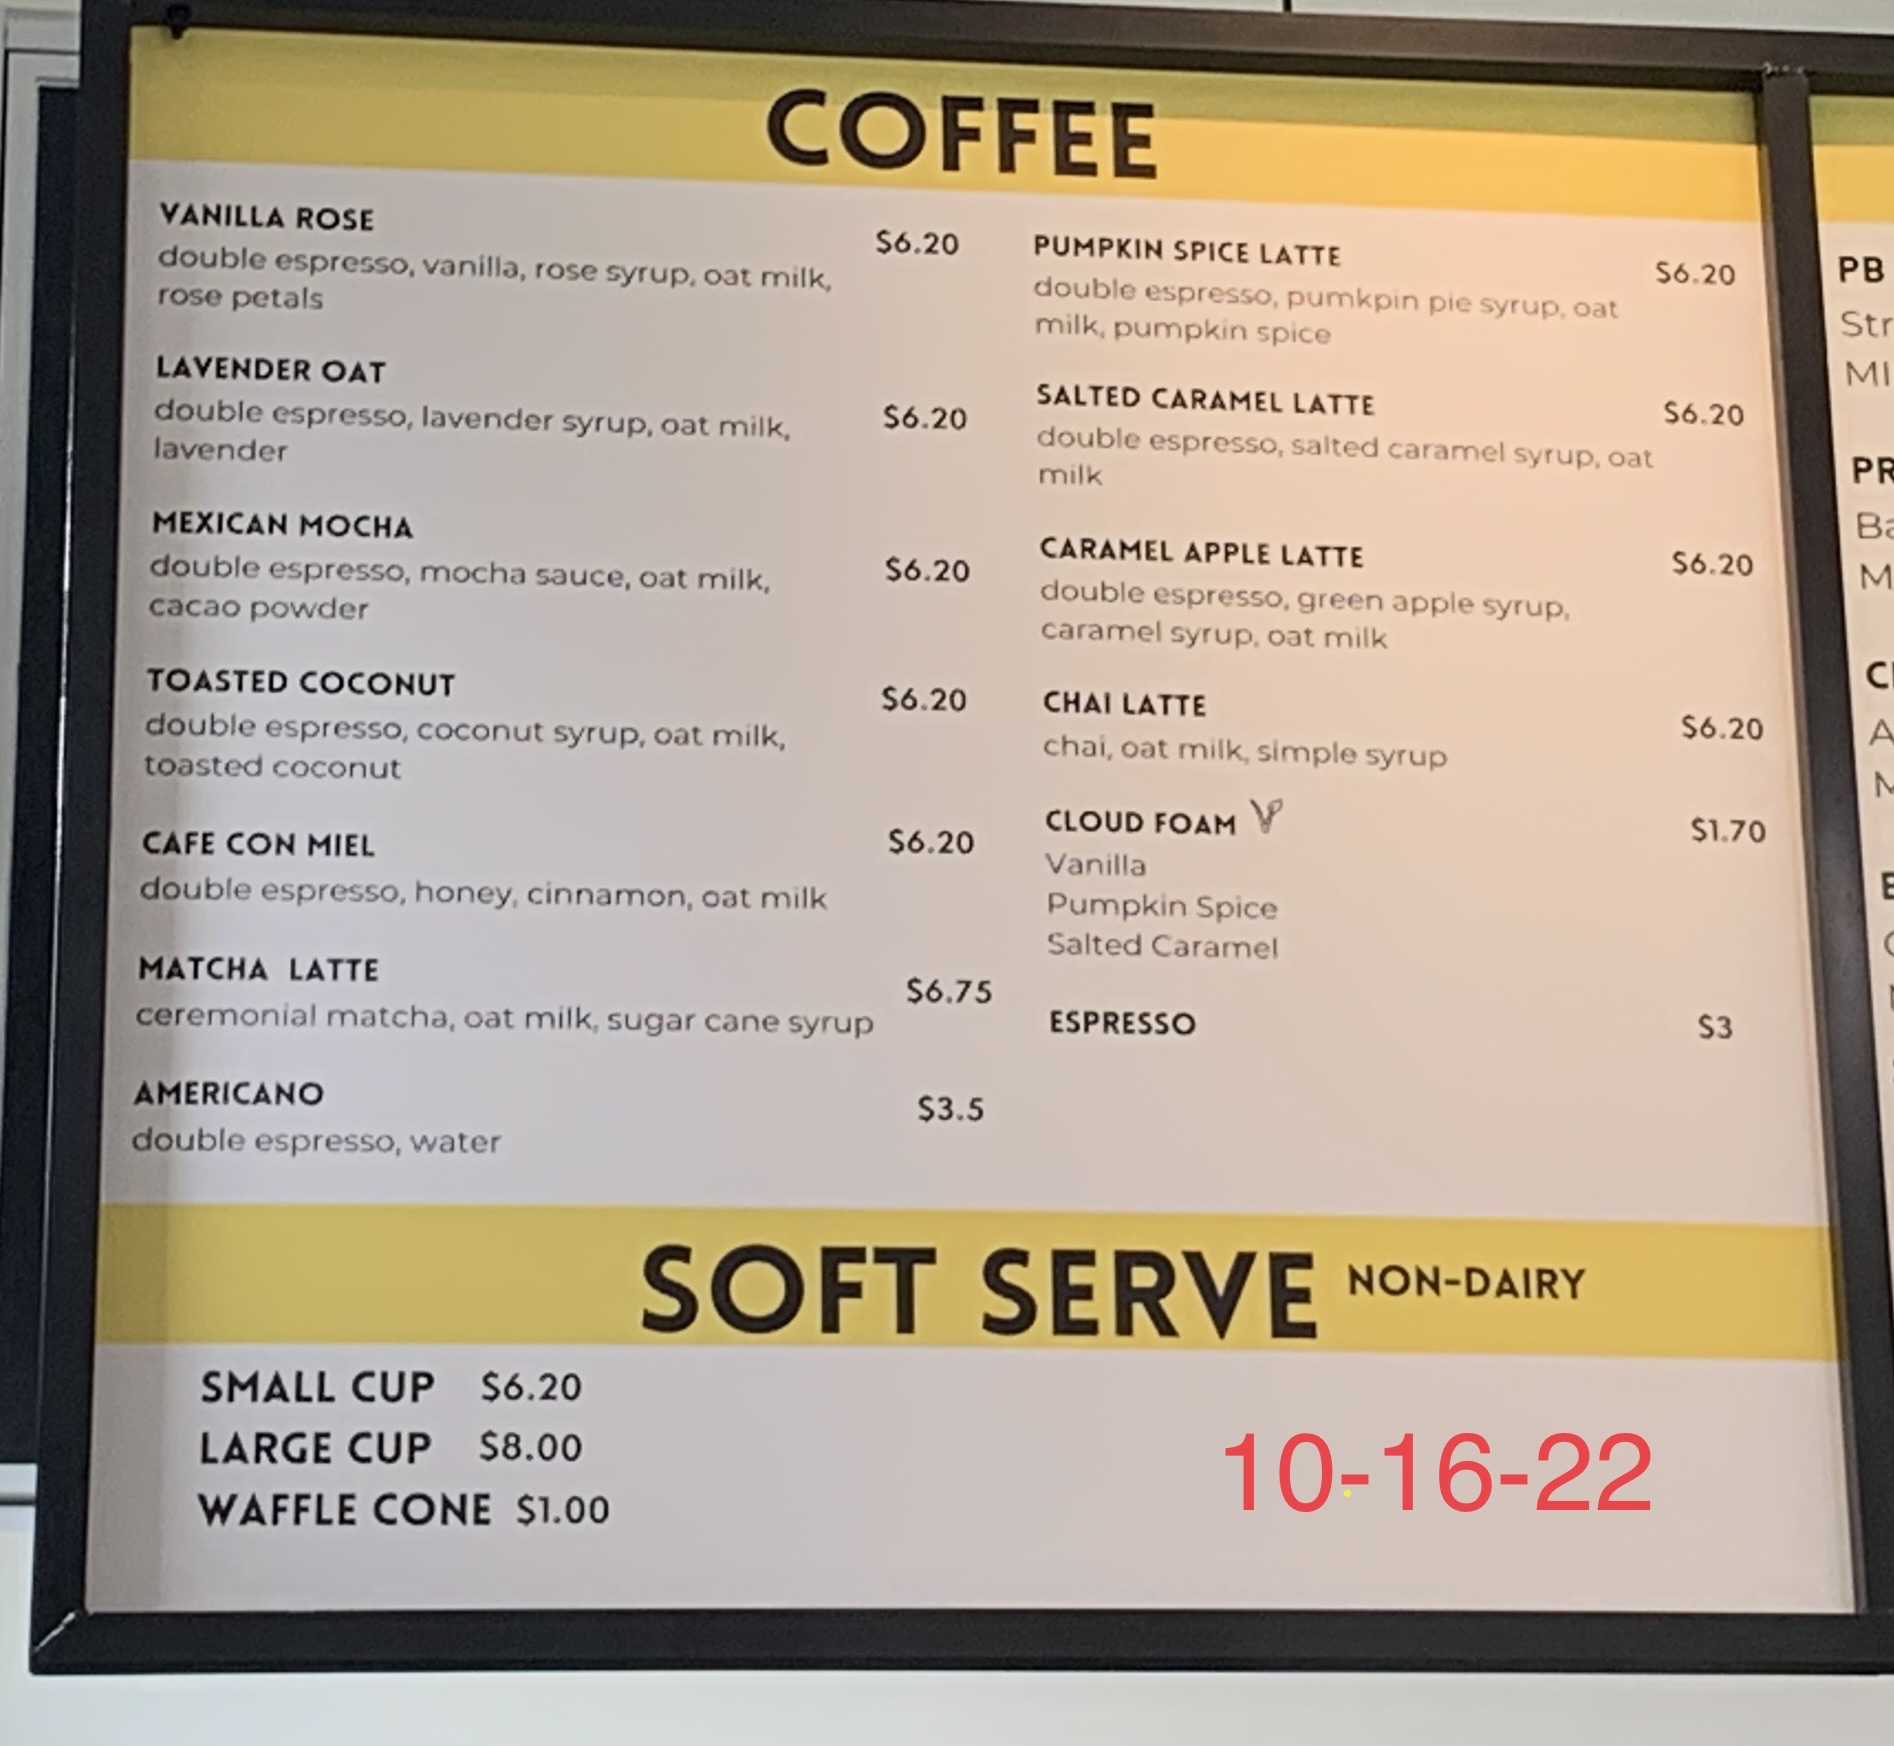 COFFEE
VANILLA ROSE
$6.20
double espresso, vanilla, rose syrup, oat milk,
rose petals
LAVENDER OAT
double espresso, lavender syrup, oat milk,
$6.20
lavender
MEXICAN MOCHA
double espresso, mocha sauce, oat milk,
$6.20
cacao powder
TOASTED COCONUT
$6.20
double espresso, coconut syrup, oat milk,
toasted coconut
CAFE CON MIEL
$6.20
double espresso, honey, cinnamon, oat milk
MATCHA LATTE
$6.75
ceremonial matcha, oat milk, sugar cane syrup
AMERICANO
$3.5
double espresso, water
PUMPKIN SPICE LATTE
$6.20
double espresso, pumkpin pie syrup, oat
milk, pumpkin spice
SALTED CARAMEL LATTE
$6.20
double espresso, salted caramel syrup, oat
milk
CARAMEL APPLE LATTE
$6.20
double espresso, green apple syrup,
caramel syrup, oat milk
CHAI LATTE
$6.20
chai, oat milk, simple syrup
CLOUD FOAM
$1.70
Vanilla
Pumpkin Spice
Salted Caramel
ESPRESSO
$3
SOFT SERVE NON-DAIRY
SMALL CUP $6.20
LARGE CUP $8.00
WAFFLE CONE $1.00
10-16-22
PB